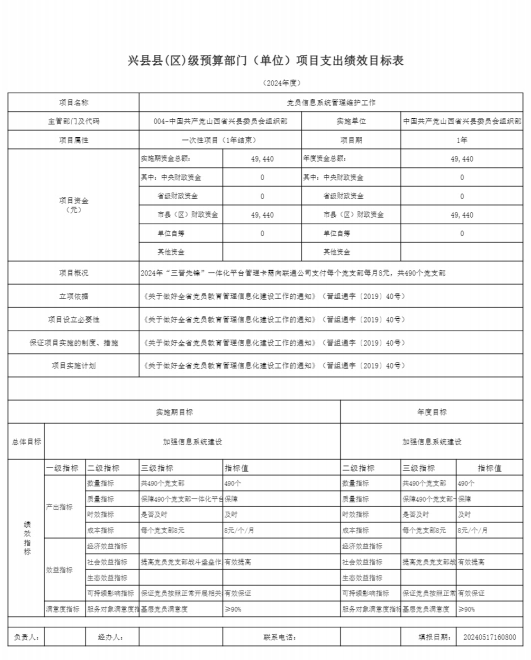 兴县县(区)级预算部门（单位）项目支出绩效目标表
（2024年度）
项目名称 党员信息系统管理维护工作
主管部门及代码 004-中国共产党山西省兴县委员会组织部 实施单位 中国共产党山西省兴县委员会组织部
项目属性 一次性项目（1年结束） 项目期 1年
项目资金（元） 实施期资金总额： 49,440 年度资金总额： 49,440
其中：中央财政资金 0 其中：中央财政资金 0
省级财政资金 0 省级财政资金 0
市县（区）财政资金 49,440 市县（区）财政资金 49,440
单位自筹 0 单位自筹 0
其他资金 其他资金
项目概况 2024年“三晋先锋”一体化平台管理卡需向联通公司支付每个党支部每月8元，共490个党支部
立项依据 《关于做好全省党员教育管理信息化建设工作的通知》（晋组通字〔2019〕40号）
项目设立必要性 《关于做好全省党员教育管理信息化建设工作的通知》（晋组通字〔2019〕40号）
保证项目实施的制度、措施 《关于做好全省党员教育管理信息化建设工作的通知》（晋组通字〔2019〕40号）
项目实施计划 《关于做好全省党员教育管理信息化建设工作的通知》（晋组通字〔2019〕40号）
实施期目标 年度目标
总体目标 加强信息系统建设 加强信息系统建设
绩效指标 一级指标 二级指标 三级指标 指标值 二级指标 三级指标 指标值
产出指标 数量指标 共490个党支部 490个 数量指标 共490个党支部 490个
质量指标 保障490个党支部一体化平台 保障 质量指标 保障490个党支部一 保障
时效指标 是否及时 及时 时效指标 是否及时 及时
成本指标 每个党支部8元 8元/个/月 成本指标 每个党支部8元 8元/个/月
效益指标 经济效益指标 经济效益指标
社会效益指标 提高党员党支部战斗堡垒作 有效提高 社会效益指标 提高党员党支部战 有效提高
生态效益指标 生态效益指标
可持续影响指标 保证党员按照正常开展相关 有效保证 可持续影响指标 保证党员按照正常 有效保证
满意度指标 服务对象满意度指标 基层党员满意度 ≥90% 服务对象满意度指标 基层党员满意度 ≥90%
负责人： 经办人： 联系电话： 填报日期： 20240517160800